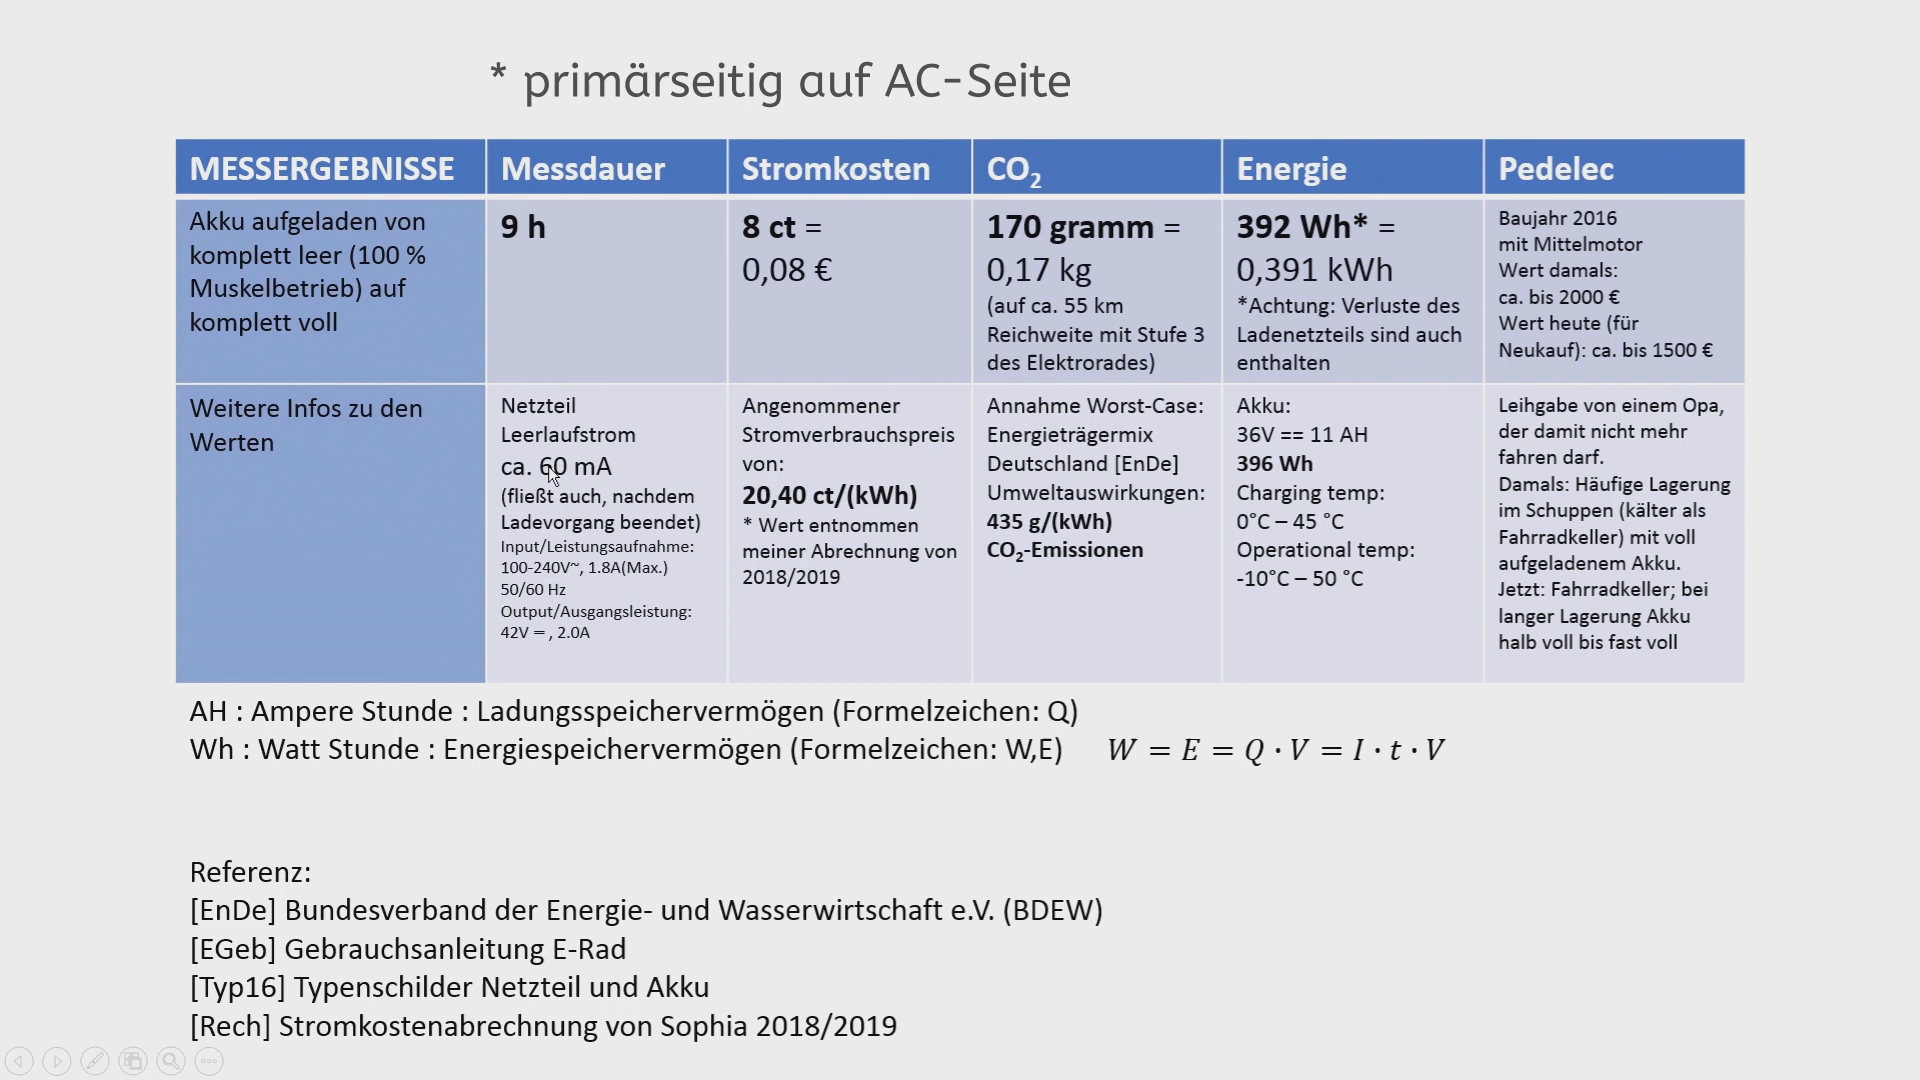 * primärseitig auf AC-Seite
MESSERGEBNISSE
Messdauer
Stromkosten
CO₂
Energie
Pedelec
Akku aufgeladen von
komplett leer (100 %
Muskelbetrieb) auf
komplett voll
9 h
8 ct =
0,08 €
170 gramm =
0,17 kg
(auf ca. 55 km
Reichweite mit Stufe 3
des Elektrorades)
392 Wh* =
0,391 kWh
*Achtung: Verluste des
Ladenetzteils sind auch
enthalten
Baujahr 2016
mit Mittelmotor
Wert damals:
ca. bis 2000 €
Wert heute (für
Neukauf): ca. bis 1500 €
Weitere Infos zu den
Werten
Netzteil
Leerlaufstrom
ca. 60 mA
(fließt auch, nachdem
Ladevorgang beendet)
Input/Leistungsaufnahme:
100-240V~, 1.8A(Max.)
50/60 Hz
Output/Ausgangsleistung:
42V = , 2.0A
Angenommener
Stromverbrauchspreis
von:
20,40 ct/(kWh)
* Wert entnommen
meiner Abrechnung von
2018/2019
Annahme Worst-Case:
Energieträgermix
Deutschland [EnDe]
Umweltauswirkungen:
435 g/(kWh)
CO₂-Emissionen
Akku:
36V == 11 AH
396 Wh
Charging temp:
0°C – 45 °C
Operational temp:
-10°C – 50 °C
Leihgabe von einem Opa,
der damit nicht mehr
fahren darf.
Damals: Häufige Lagerung
im Schuppen (kälter als
Fahrradkeller) mit voll
aufgeladenem Akku.
Jetzt: Fahrradkeller; bei
langer Lagerung Akku
halb voll bis fast voll
AH : Ampere Stunde : Ladungsspeichervermögen (Formelzeichen: Q)
Wh : Watt Stunde : Energiespeichervermögen (Formelzeichen: W,E) W = E = Q · V = I · t · V
Referenz:
[EnDe] Bundesverband der Energie- und Wasserwirtschaft e.V. (BDEW)
[EGeb] Gebrauchsanleitung E-Rad
[Typ16] Typenschilder Netzteil und Akku
[Rech] Stromkostenabrechnung von Sophia 2018/2019